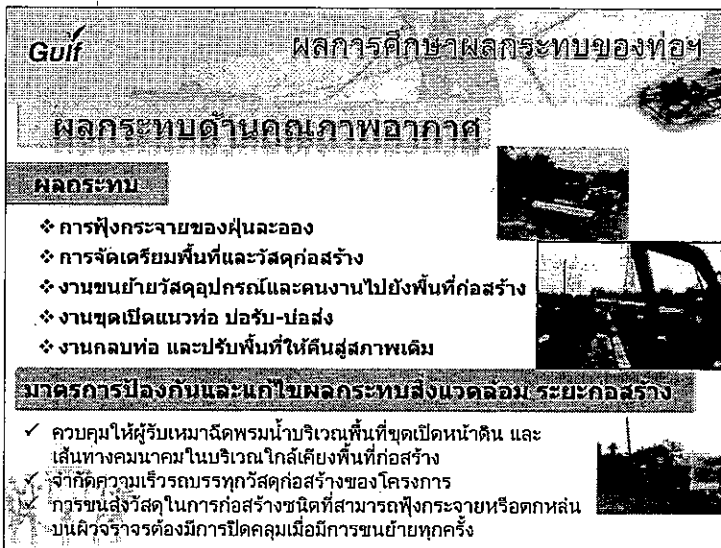 Gulf
ผลการศึกษาผลกระทบของท่อฯ
ผลกระทบด้านคุณภาพอากาศ
ผลกระทบ
❖ การฟุ้งกระจายของฝุ่นละออง
❖ การจัดเตรียมพื้นที่และวัสดุก่อสร้าง
❖ งานขนย้ายวัสดุอุปกรณ์และคนงานไปยังพื้นที่ก่อสร้าง
❖ งานขุดเปิดแนวท่อ บ่อรับ-บ่อส่ง
❖ งานกลบท่อ และปรับพื้นที่ให้คืนสู่สภาพเดิม
มาตรการป้องกันและแก้ไขผลกระทบสิ่งแวดล้อม ระยะก่อสร้าง
✓ ควบคุมให้ผู้รับเหมาฉีดพรมน้ำบริเวณพื้นที่ขุดเปิดหน้าดิน และ
เส้นทางคมนาคมในบริเวณใกล้เคียงพื้นที่ก่อสร้าง
✓ จำกัดความเร็วรถบรรทุกวัสดุก่อสร้างของโครงการ
✓ การขนส่งวัสดุในการก่อสร้างชนิดที่สามารถฟุ้งกระจายหรือตกหล่น
บนผิวจราจรต้องมีการปิดคลุมเมื่อมีการขนย้ายทุกครั้ง